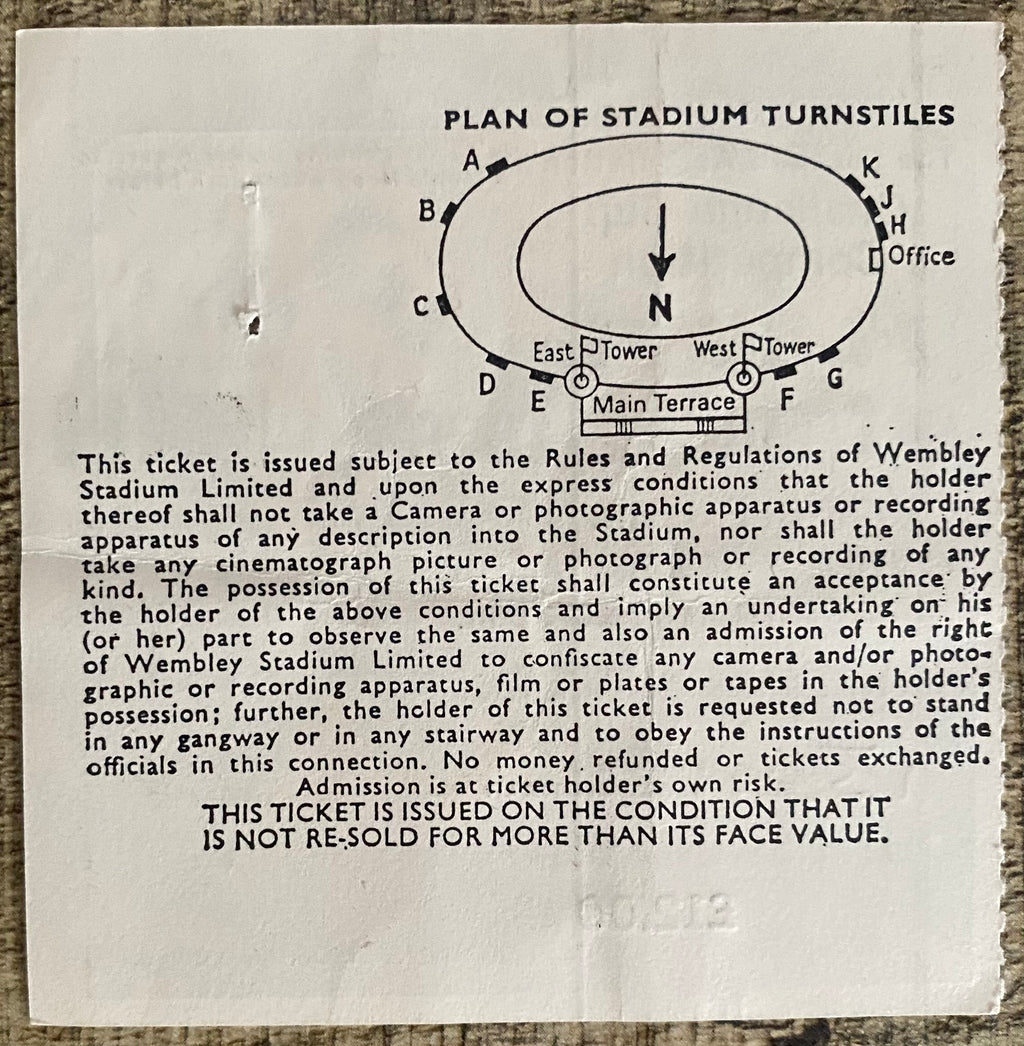 PLAN OF STADIUM TURNSTILES
A
K
J
B
H
Office
N
C
East Tower
West Tower
D
G
E
Main Terrace
F
This ticket is issued subject to the Rules and Regulations of Wembley
Stadium Limited and upon the express conditions that the holder
thereof shall not take a Camera or photographic apparatus or recording
apparatus of any description into the Stadium, nor shall the holder
take any cinematograph picture or photograph or recording of any
kind. The possession of this ticket shall constitute an acceptance by
the holder of the above conditions and imply an undertaking on his
(or her) part to observe the same and also an admission of the right
of Wembley Stadium Limited to confiscate any camera and/or photo-
graphic or recording apparatus, film or plates or tapes in the holder's
possession; further, the holder of this ticket is requested not to stand
in any gangway or in any stairway and to obey the instructions of the
officials in this connection. No money refunded or tickets exchanged.
Admission is at ticket holder's own risk.
THIS TICKET IS ISSUED ON THE CONDITION THAT IT
IS NOT RE-SOLD FOR MORE THAN ITS FACE VALUE.
£12.00